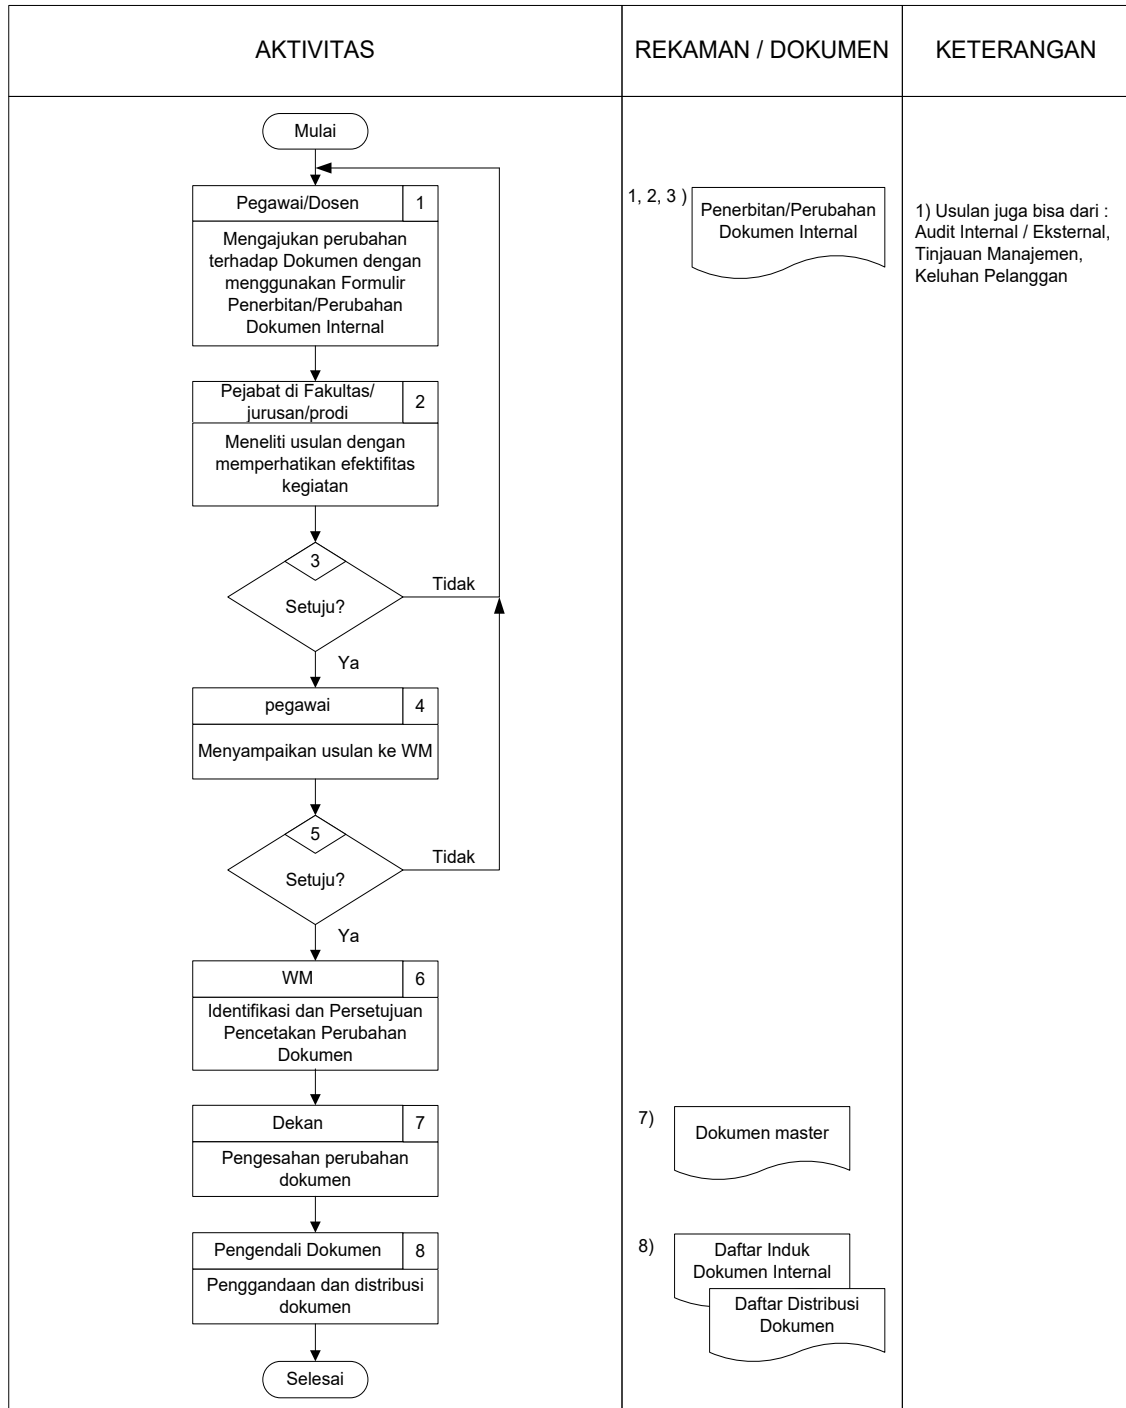 AKTIVITAS
REKAMAN / DOKUMEN
KETERANGAN
Mulai
Pegawai/Dosen
1
Mengajukan perubahan
terhadap Dokumen dengan
menggunakan Formulir
Penerbitan/Perubahan
Dokumen Internal
1, 2, 3 )
Penerbitan/Perubahan
Dokumen Internal
1) Usulan juga bisa dari :
Audit Internal / Eksternal,
Tinjauan Manajemen,
Keluhan Pelanggan
Pejabat di Fakultas/
jurusan/prodi
2
Meneliti usulan dengan
memperhatikan efektifitas
kegiatan
3
Setuju?
Tidak
Ya
pegawai
4
Menyampaikan usulan ke WM
5
Setuju?
Tidak
Ya
WM
6
Identifikasi dan Persetujuan
Pencetakan Perubahan
Dokumen
Dekan
7
Pengesahan perubahan
dokumen
7)
Dokumen master
Pengendali Dokumen
8
Penggandaan dan distribusi
dokumen
8)
Daftar Induk
Dokumen Internal
Daftar Distribusi
Dokumen
Selesai